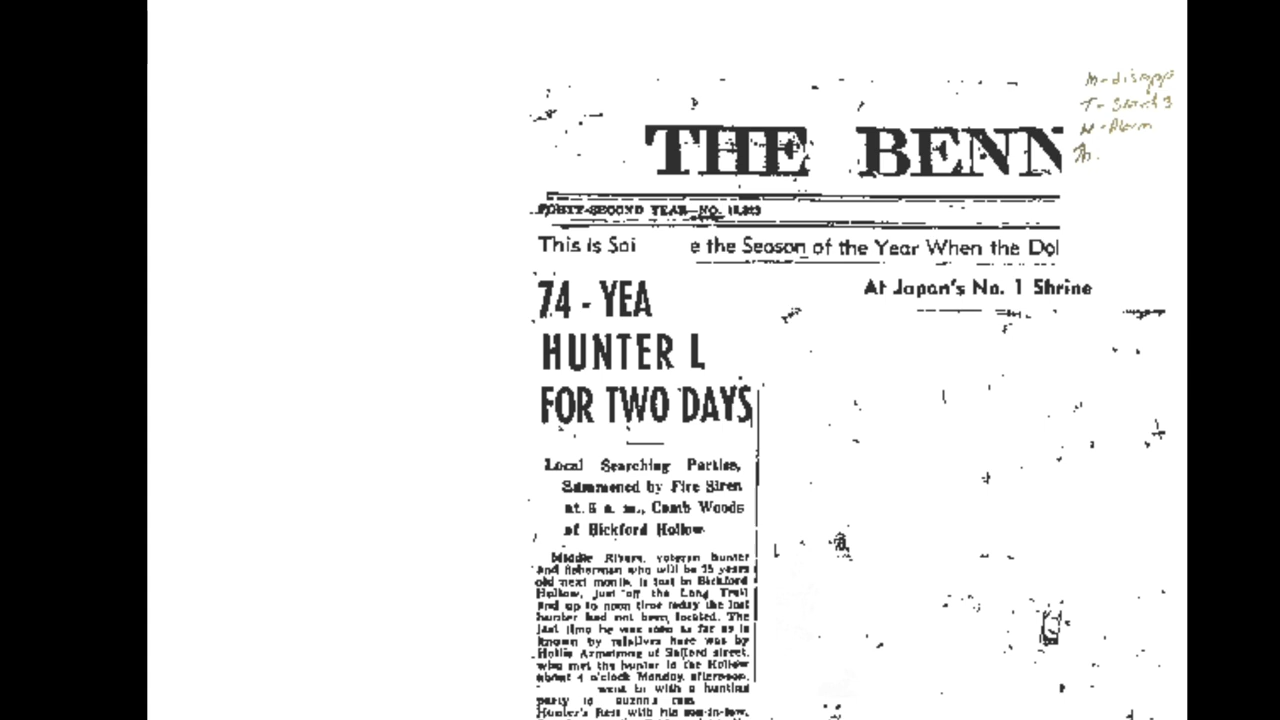 THE BENN
FORTY-SECOND YEAR—NO.
This is Sai e the Season of the Year When the Dol
74 - YEA
HUNTER L
FOR TWO DAYS
At Japan's No. 1 Shrine
Local Searching Parties,
Summoned by Fire Siren
at 5 a. m., Comb Woods
of Bickford Hollow
Middie Rivers, veteran hunter
and fisherman who will be 75 years
old next month, is lost in Bickford
Hollow, just off the Long Trail
and up to noon time today the lost
hunter had not been located. The
last time he was seen as far as is
known by relatives here was by
Hollis Armstrong of Safford street,
who met the hunter in the Hollow
about 4 o'clock Monday afternoon.
went in with a hunting
party
Hunter's Rest with his son-in-law,